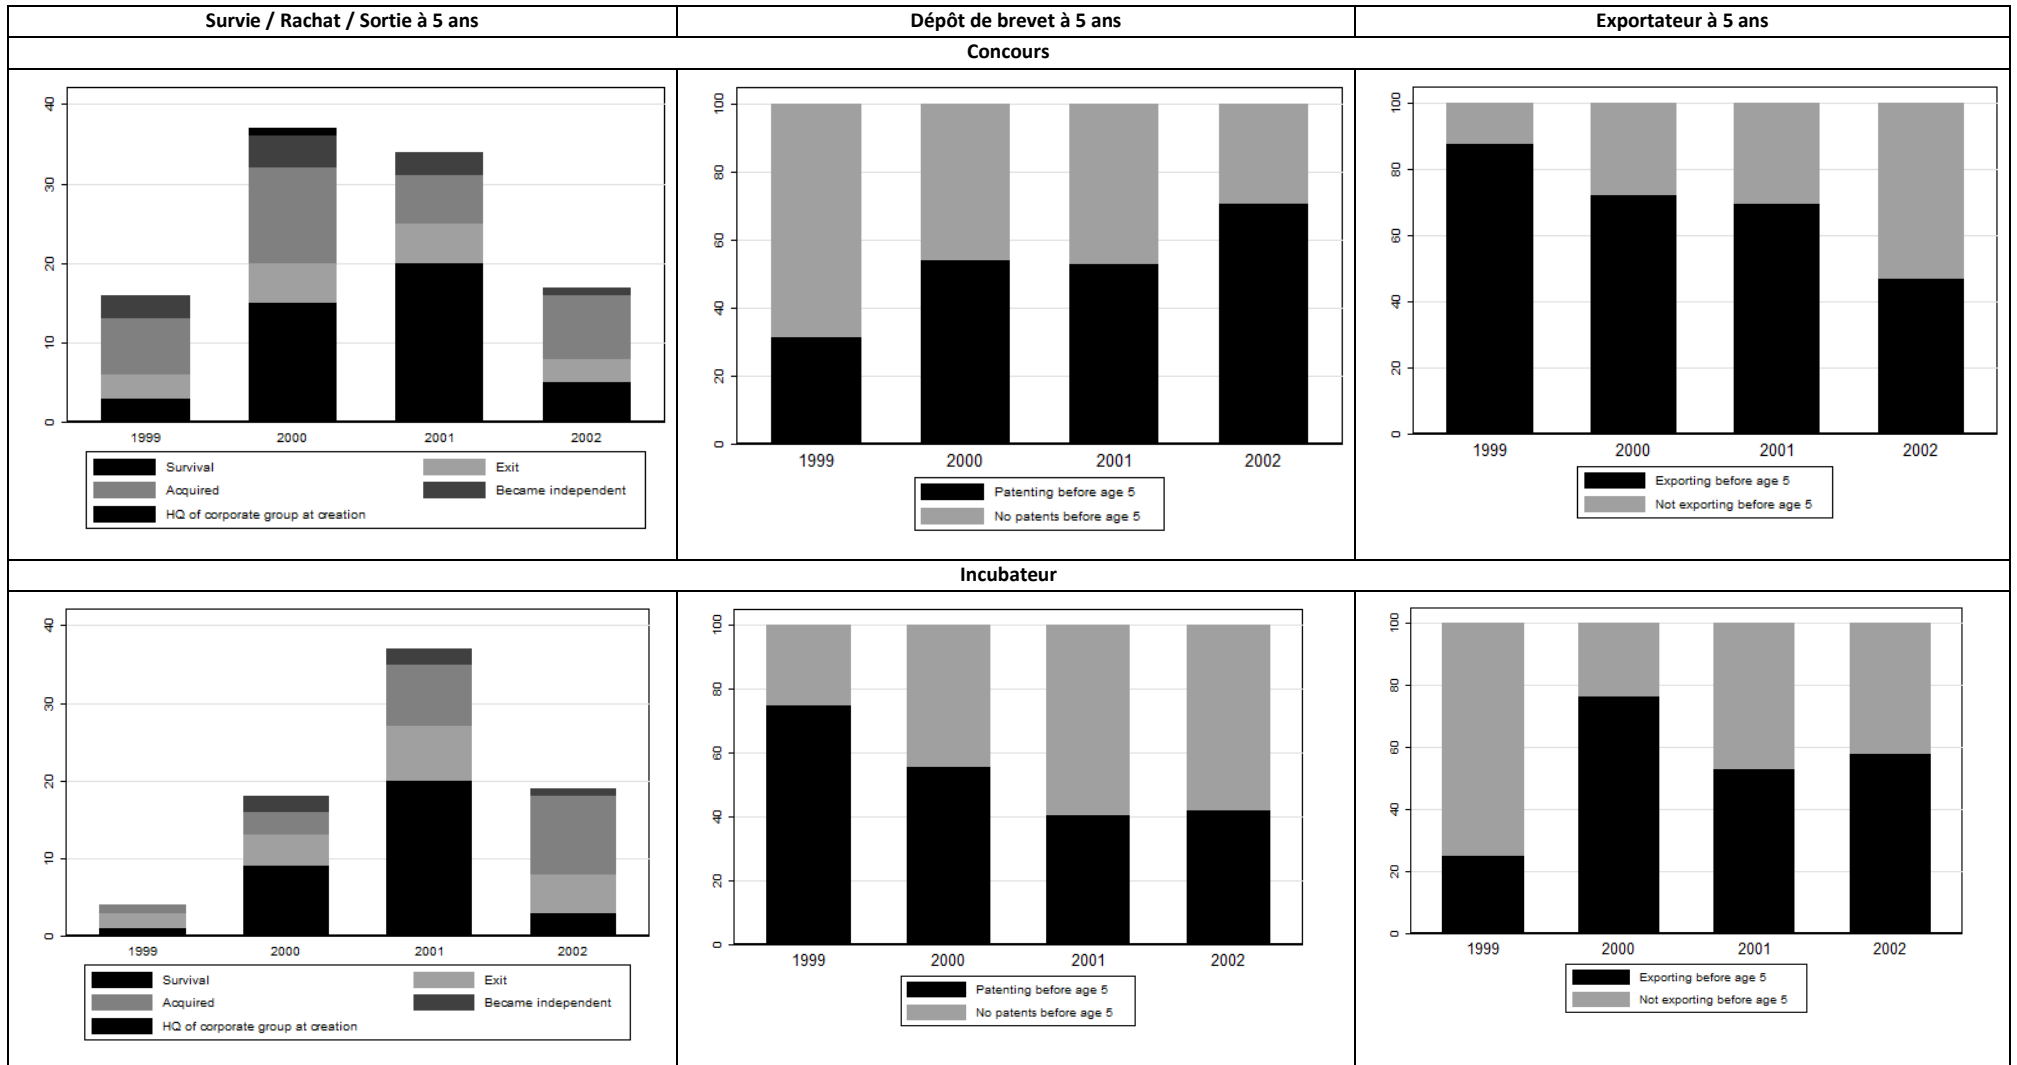 Survie / Rachat / Sortie à 5 ans
Dépôt de brevet à 5 ans
Exportateur à 5 ans
Concours
40
30
20
10
0
1999 2000 2001 2002
Survival Exit
Acquired Became independent
HQ of corporate group at creation
100
80
60
40
20
0
1999 2000 2001 2002
Patenting before age 5
No patents before age 5
100
80
60
40
20
0
1999 2000 2001 2002
Exporting before age 5
Not exporting before age 5
Incubateur
40
30
20
10
0
1999 2000 2001 2002
Survival Exit
Acquired Became independent
HQ of corporate group at creation
100
80
60
40
20
0
1999 2000 2001 2002
Patenting before age 5
No patents before age 5
100
80
60
40
20
0
1999 2000 2001 2002
Exporting before age 5
Not exporting before age 5